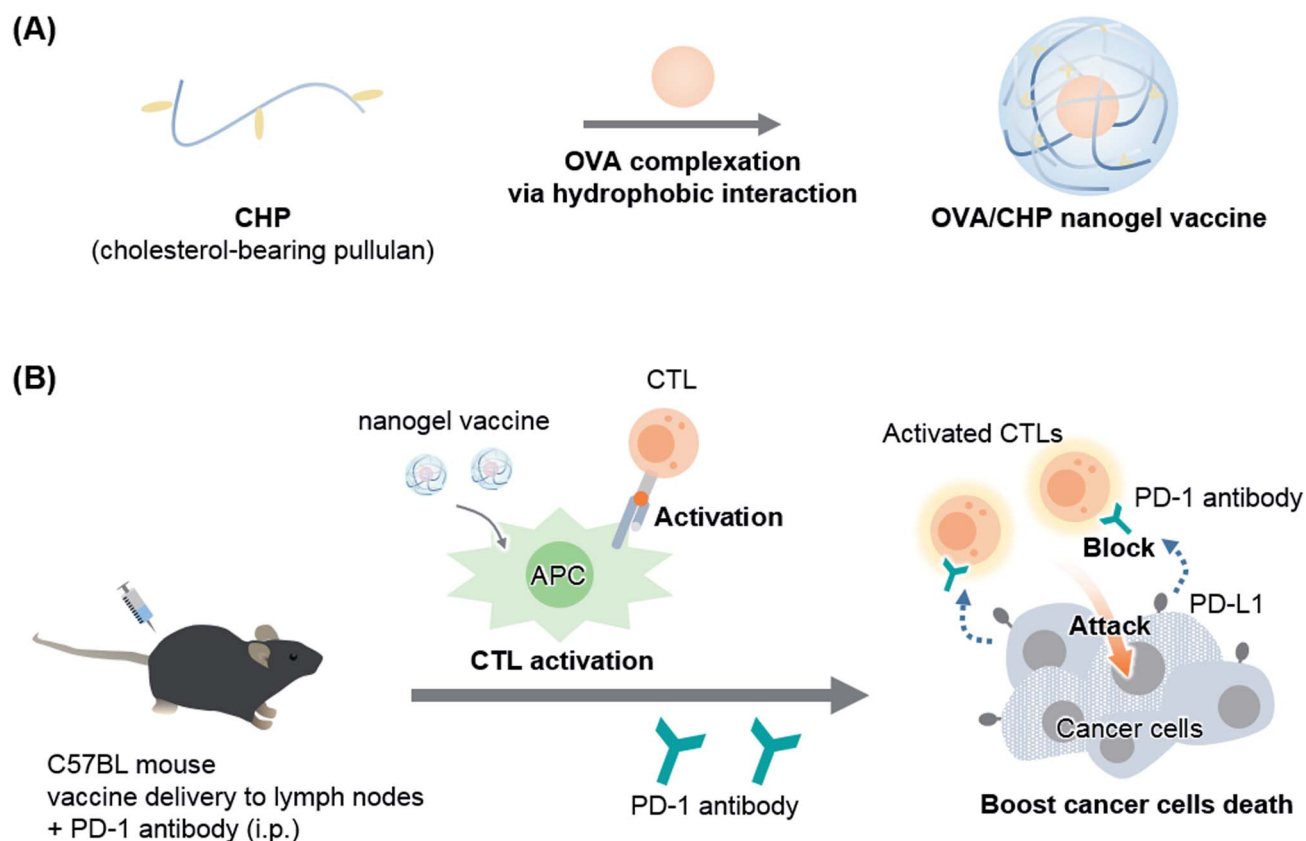 (A)
CHP
(cholesterol-bearing pullulan)
OVA complexation
via hydrophobic interaction
OVA/CHP nanogel vaccine
(B)
nanogel vaccine
CTL
Activation
APC
CTL activation
C57BL mouse
vaccine delivery to lymph nodes
+ PD-1 antibody (i.p.)
PD-1 antibody
Activated CTLs
PD-1 antibody
Block
PD-L1
Attack
Cancer cells
Boost cancer cells death